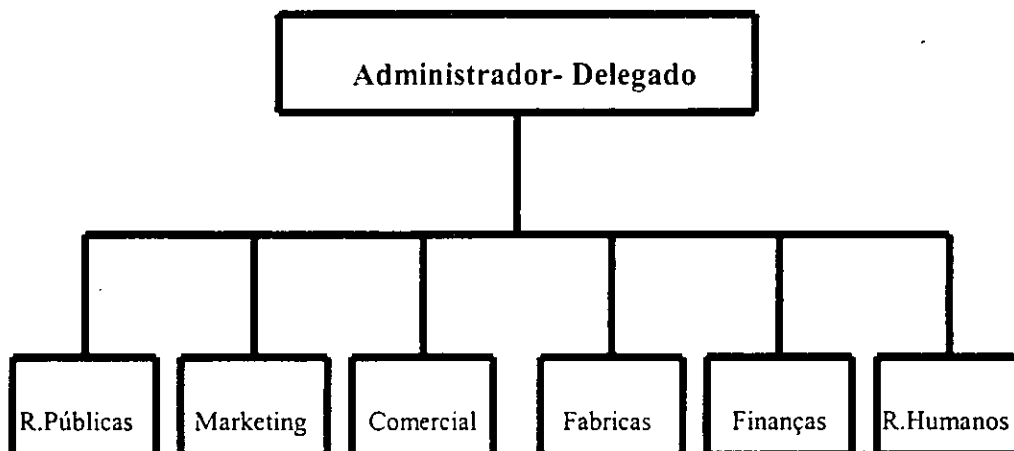 Administrador- Delegado
R.Públicas Marketing Comercial Fabricas Finanças R.Humanos